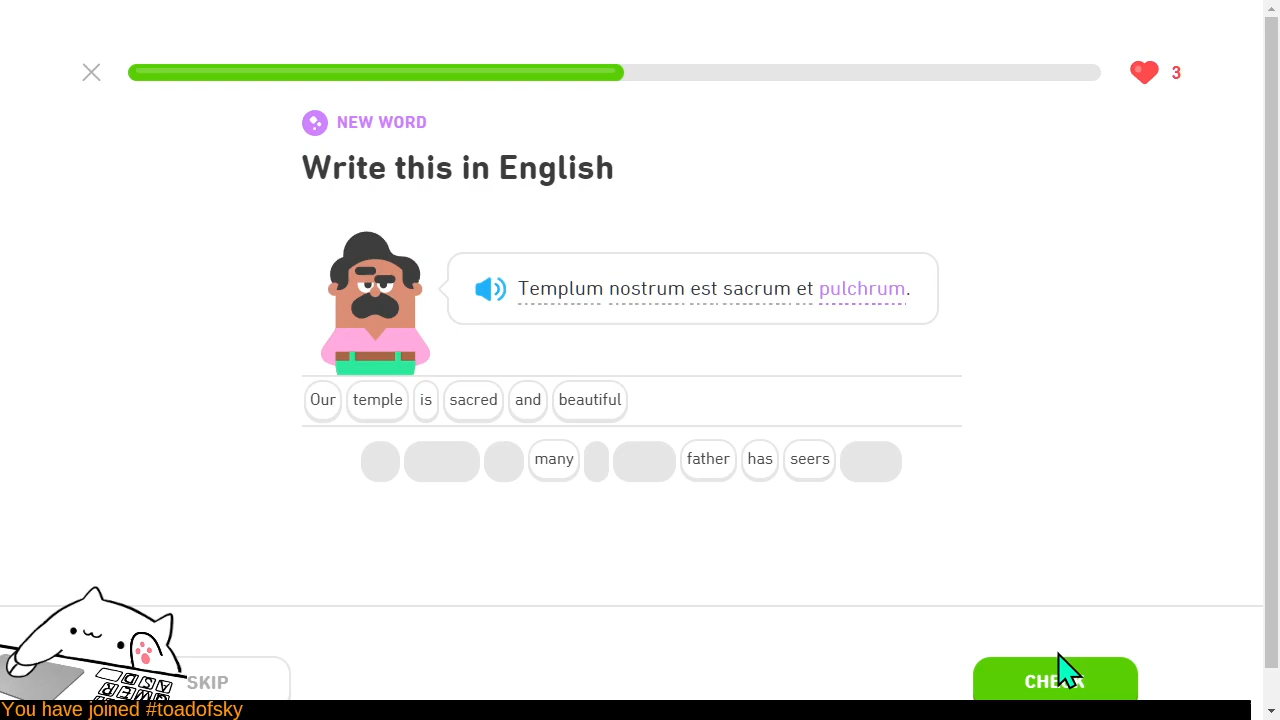 3
NEW WORD
Write this in English
Templum nostrum est sacrum et pulchrum.
Our temple is sacred and beautiful
many father has seers
SKIP
You have joined #toadofsky